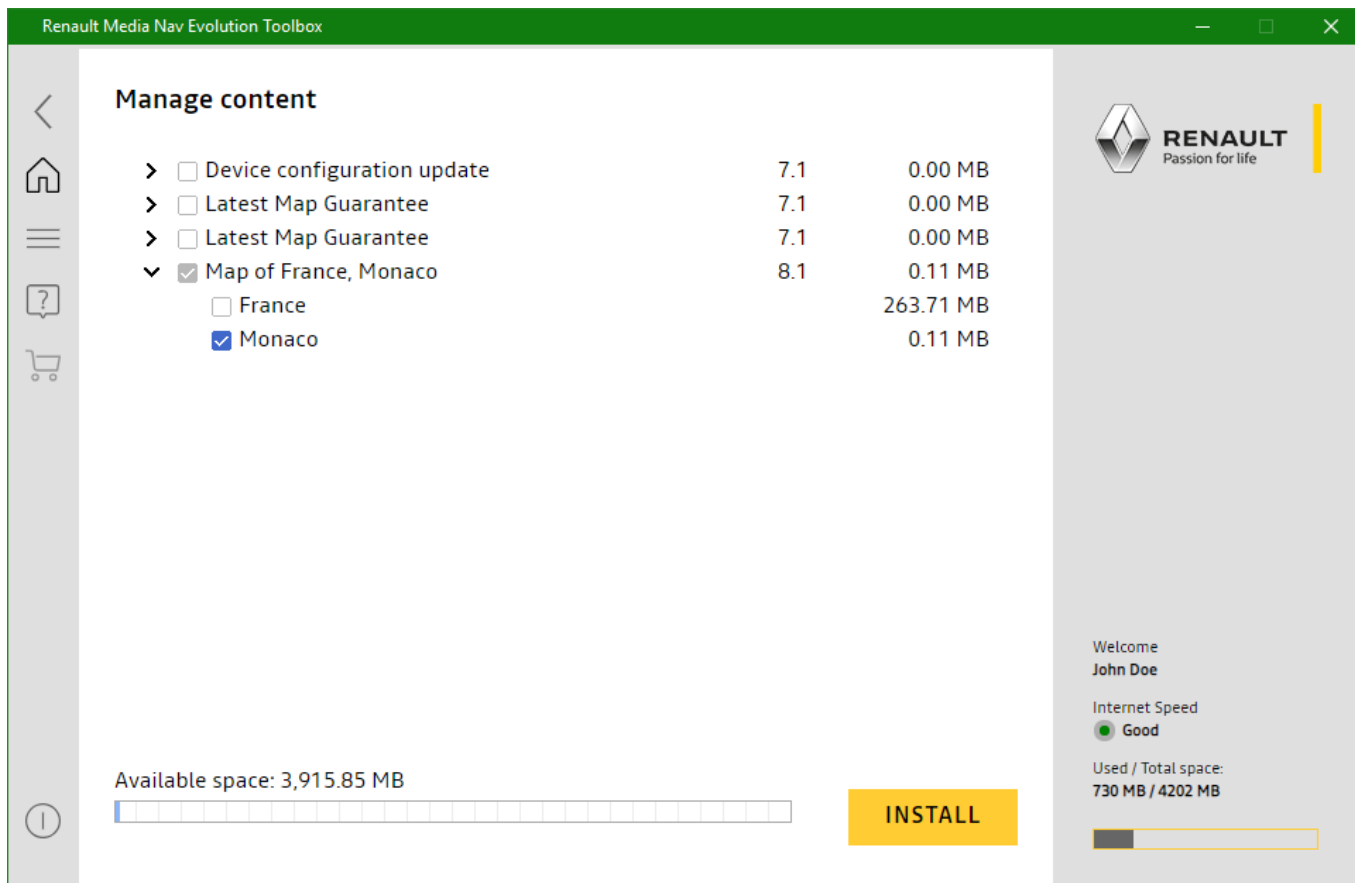 Renault Media Nav Evolution Toolbox
Manage content
Device configuration update 7.1 0.00 MB
Latest Map Guarantee 7.1 0.00 MB
Latest Map Guarantee 7.1 0.00 MB
Map of France, Monaco 8.1 0.11 MB
France 263.71 MB
Monaco 0.11 MB
Available space: 3,915.85 MB
INSTALL
RENAULT
Passion for life
Welcome
John Doe
Internet Speed
Good
Used / Total space:
730 MB / 4202 MB